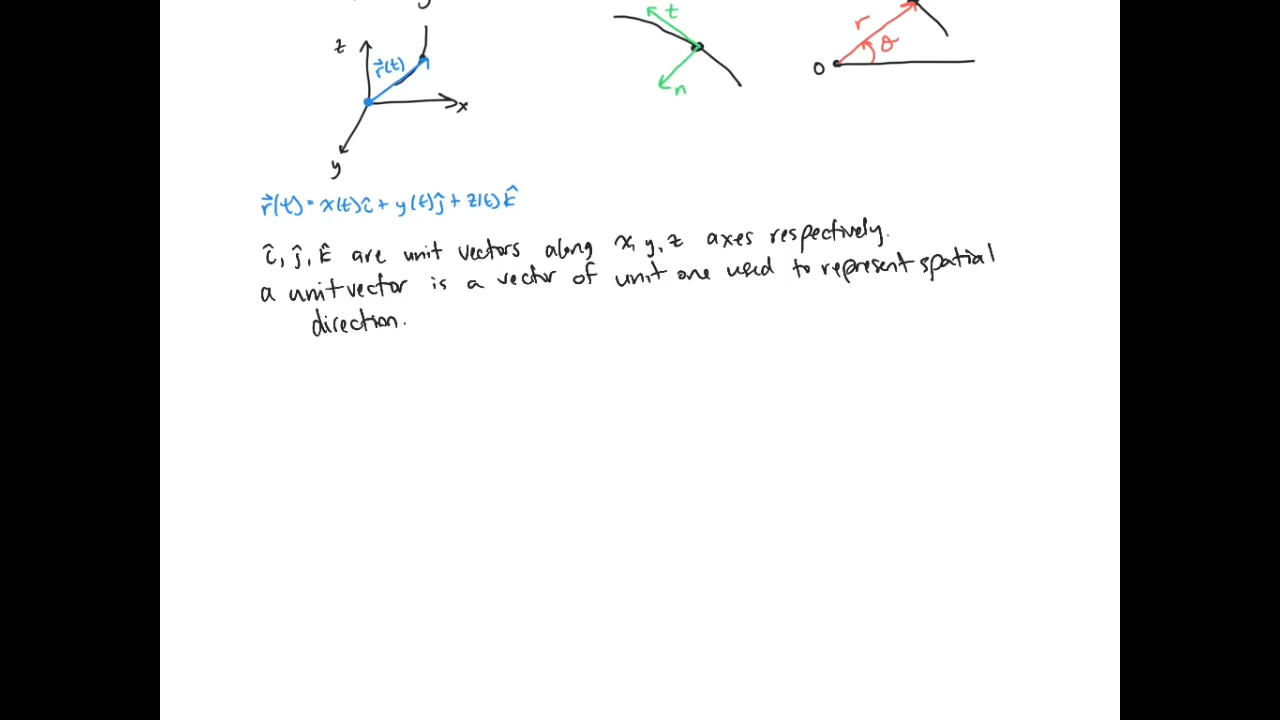 t
r
z
r⃗(t)
θ
O
n
x
y
r⃗(t) = x(t)î + y(t)ĵ + z(t)k̂
î, ĵ, k̂ are unit vectors along x, y, z axes respectively.
a unit vector is a vector of unit one used to represent spatial
direction.